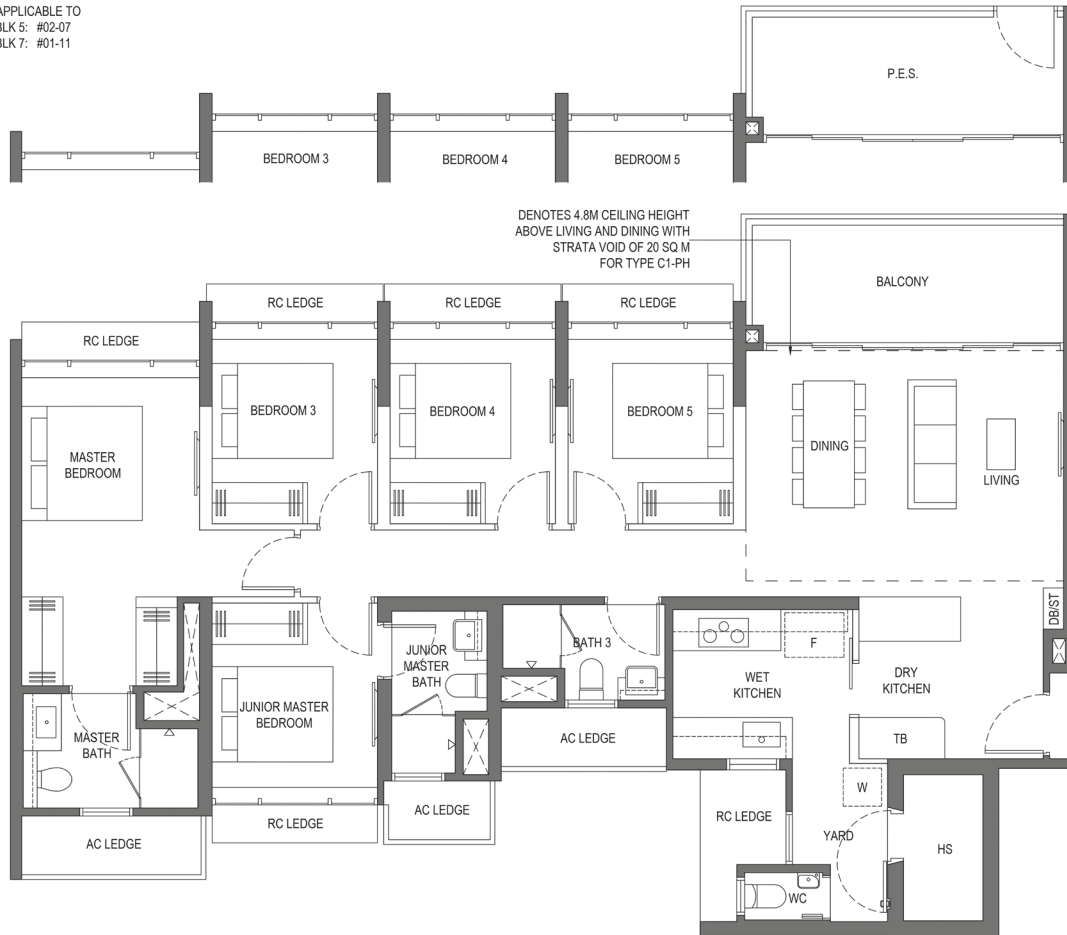 APPLICABLE TO
BLK 5: #02-07
BLK 7: #01-11
P.E.S.
BEDROOM 3
BEDROOM 4
BEDROOM 5
DENOTES 4.8M CEILING HEIGHT
ABOVE LIVING AND DINING WITH
STRATA VOID OF 20 SQ M
FOR TYPE C1-PH
BALCONY
RC LEDGE
RC LEDGE
RC LEDGE
RC LEDGE
BEDROOM 3
BEDROOM 4
BEDROOM 5
MASTER
BEDROOM
DINING
LIVING
DB/ST
JUNIOR
MASTER
BATH
BATH 3
F
WET
KITCHEN
DRY
KITCHEN
JUNIOR MASTER
BEDROOM
MASTER
BATH
AC LEDGE
TB
W
AC LEDGE
RC LEDGE
RC LEDGE
AC LEDGE
YARD
HS
WC